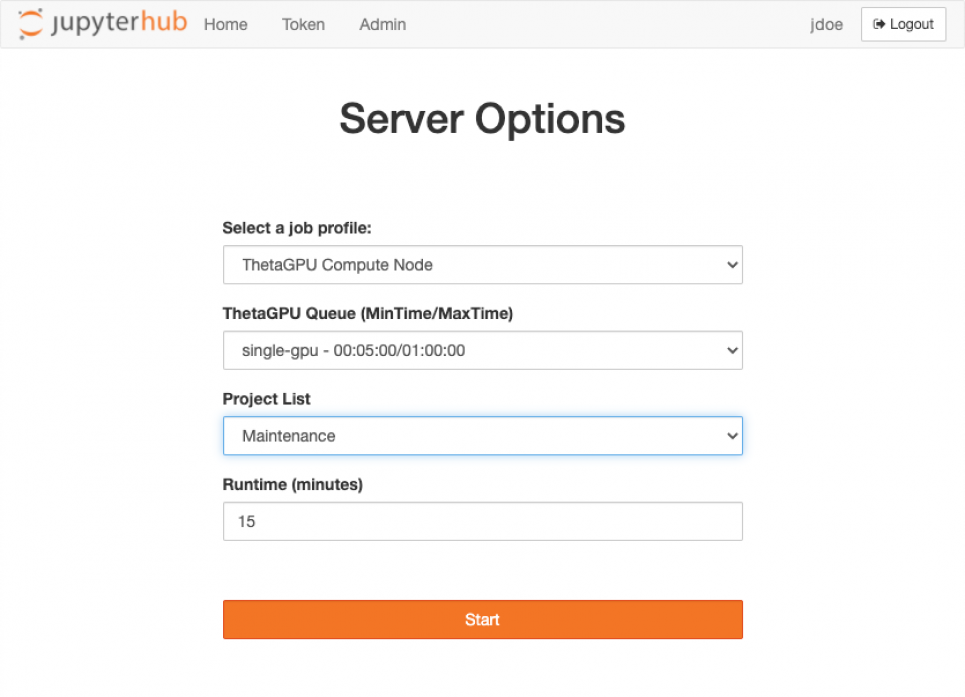 jupyterhub Home Token Admin jdoe Logout
Server Options
Select a job profile:
ThetaGPU Compute Node
ThetaGPU Queue (MinTime/MaxTime)
single-gpu - 00:05:00/01:00:00
Project List
Maintenance
Runtime (minutes)
15
Start